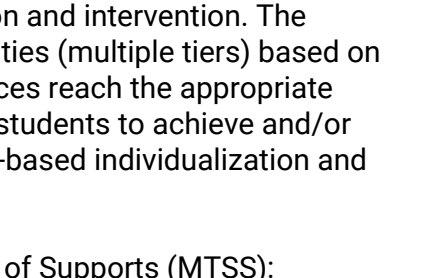 on and intervention. The
ties (multiple tiers) based on
ces reach the appropriate
students to achieve and/or
-based individualization and
of Supports (MTSS):